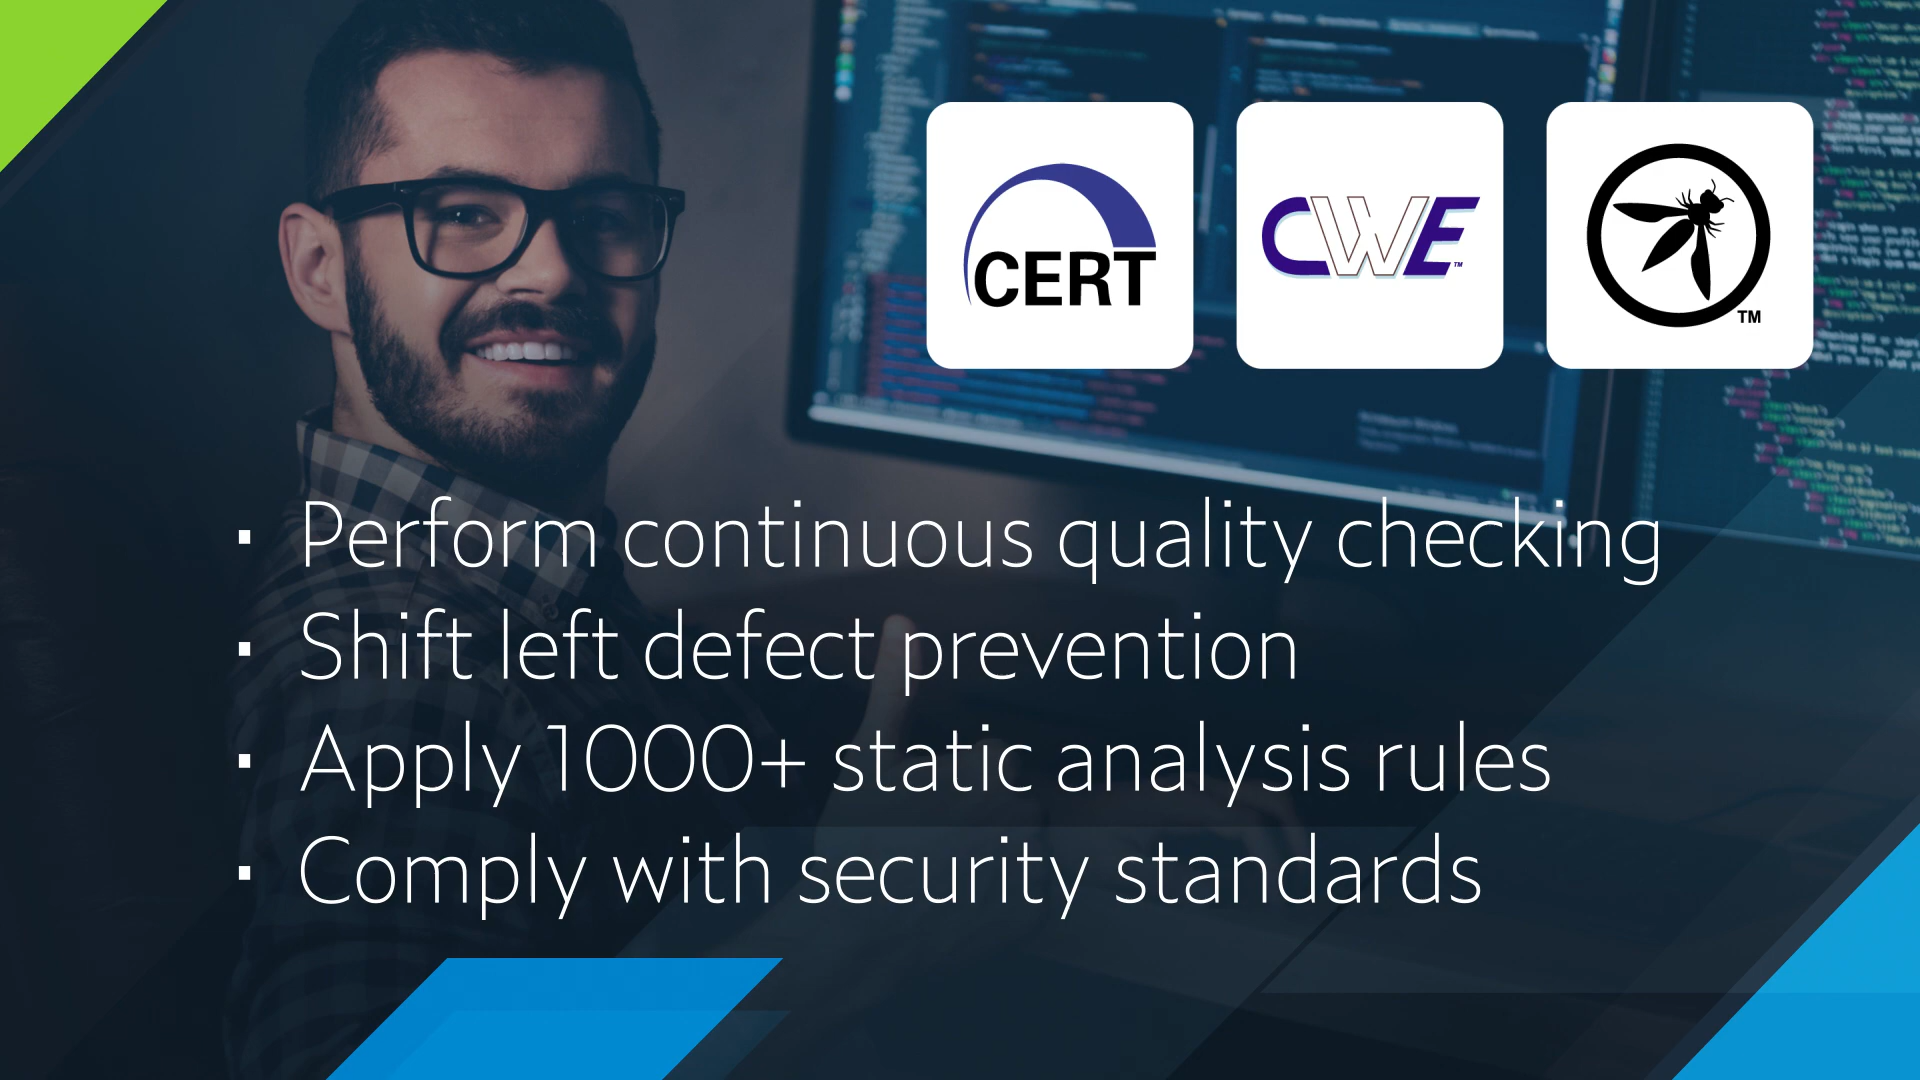 CERT
CWE™
TM
▪ Perform continuous quality checking
▪ Shift left defect prevention
▪ Apply 1000+ static analysis rules
▪ Comply with security standards